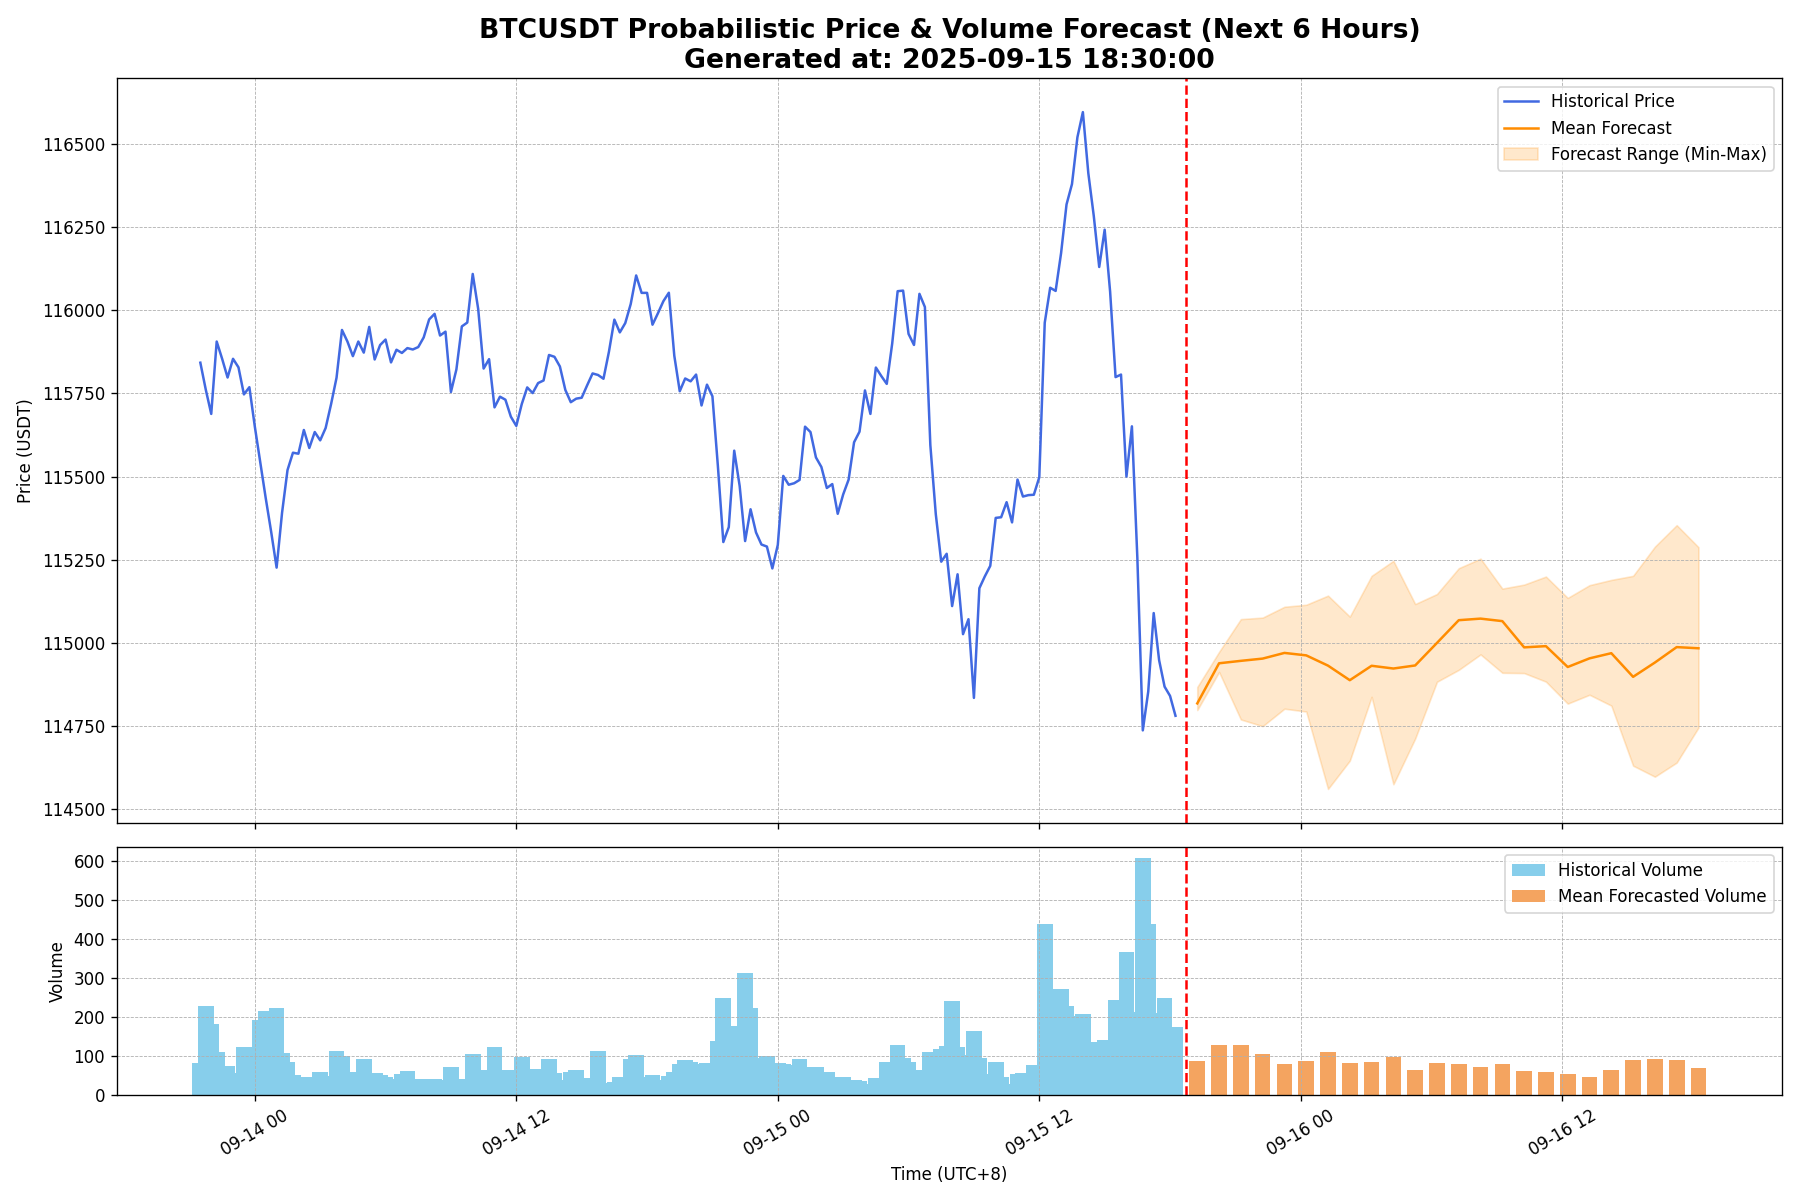 BTCUSDT Probabilistic Price & Volume Forecast (Next 6 Hours)
Generated at: 2025-09-15 18:30:00
Historical Price
Mean Forecast
Forecast Range (Min-Max)
Price (USDT)
116500
116250
116000
115750
115500
115250
115000
114750
114500
Historical Volume
Mean Forecasted Volume
Volume
600
500
400
300
200
100
0
09-14 00
09-14 12
09-15 00
09-15 12
09-16 00
09-16 12
Time (UTC+8)